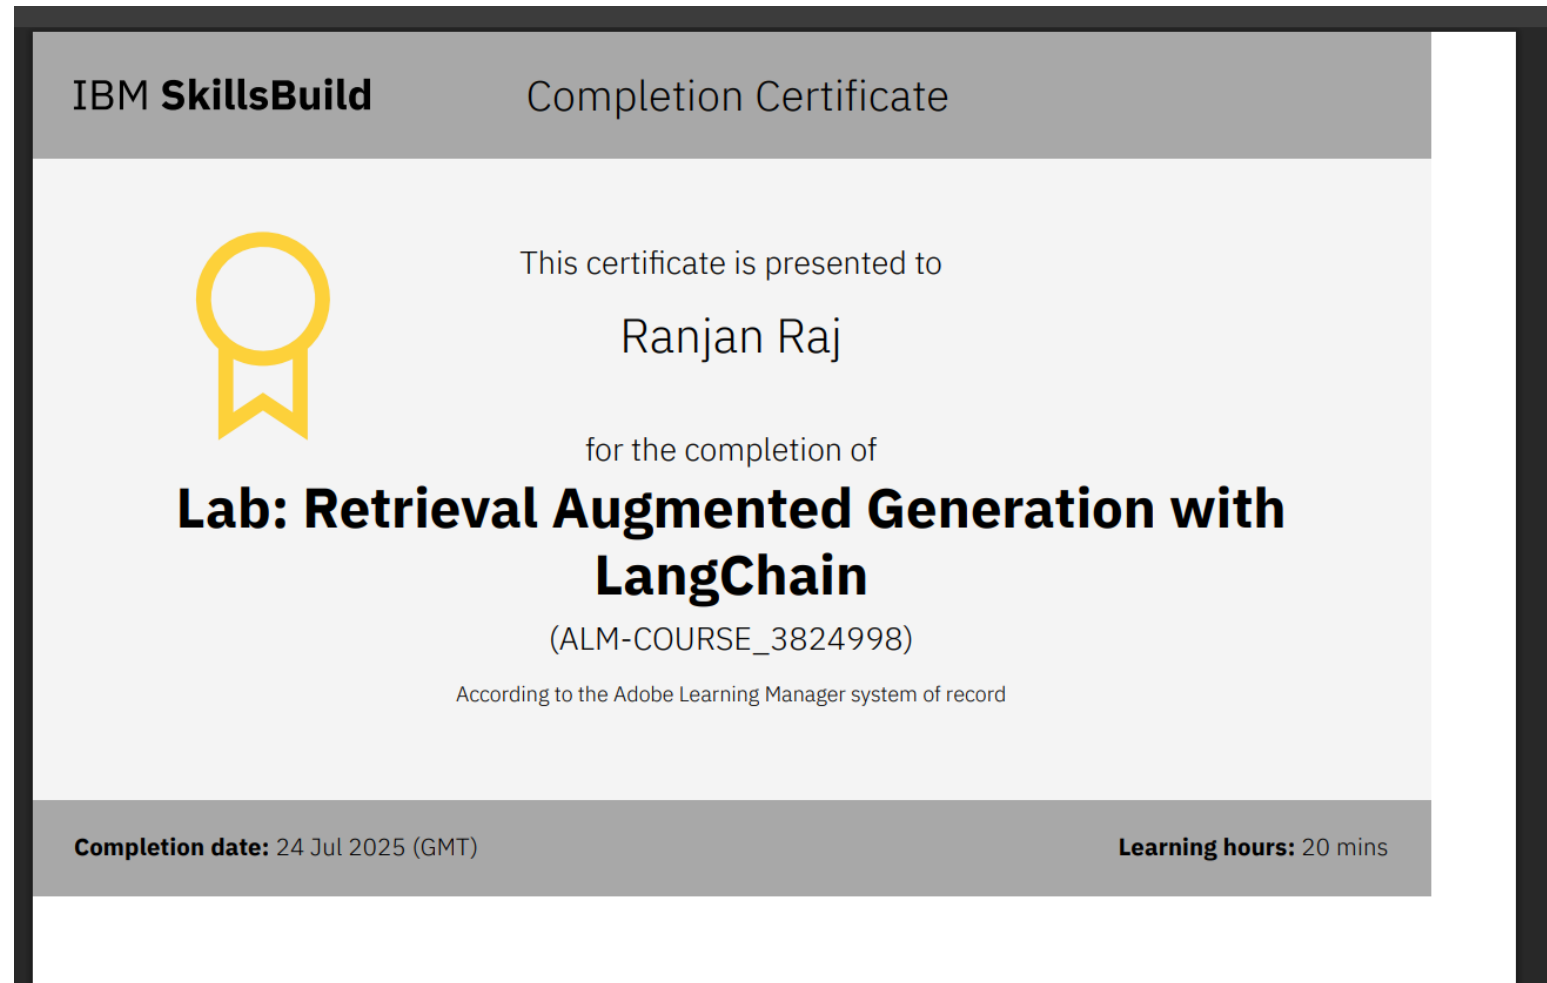 IBM SkillsBuild
Completion Certificate
This certificate is presented to
Ranjan Raj
for the completion of
Lab: Retrieval Augmented Generation with
LangChain
(ALM-COURSE_3824998)
According to the Adobe Learning Manager system of record
Completion date: 24 Jul 2025 (GMT)
Learning hours: 20 mins